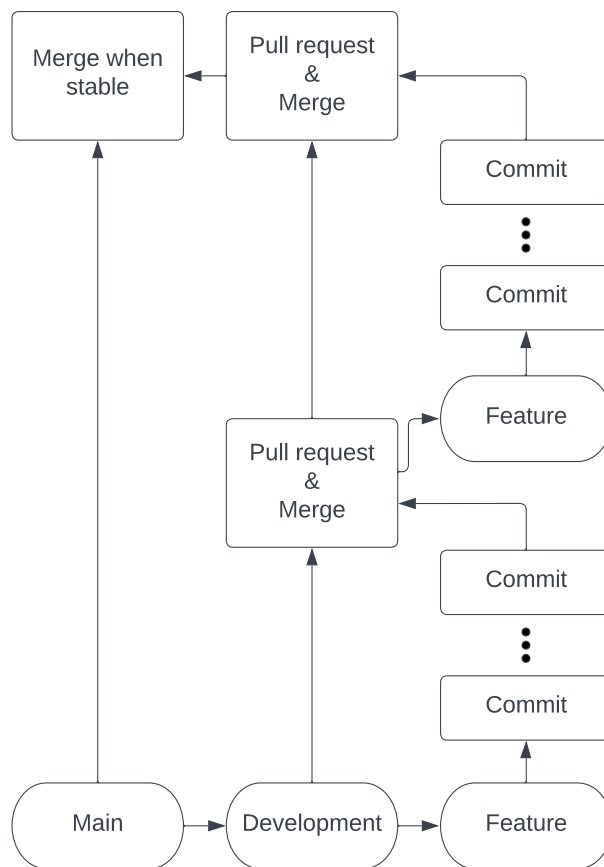 Merge when
stable
Pull request
&
Merge
Commit
Commit
Feature
Pull request
&
Merge
Commit
Commit
Main
Development
Feature